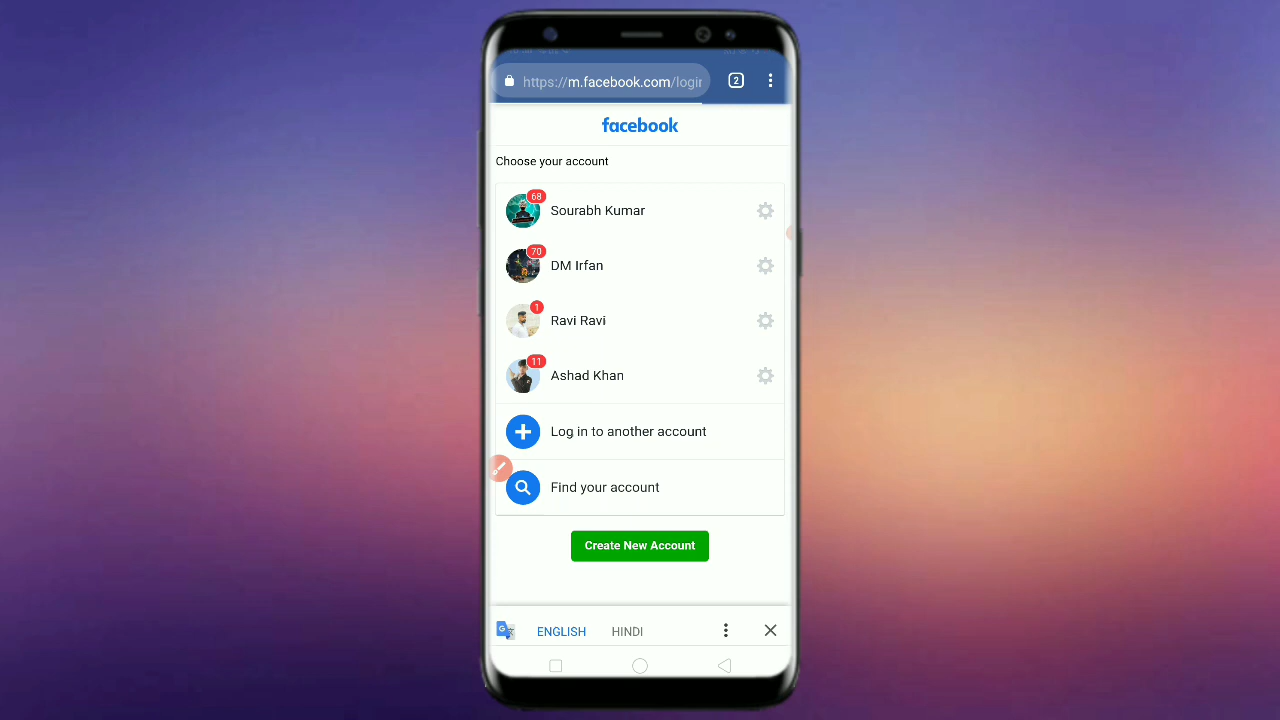 https://m.facebook.com/login
2
facebook
Choose your account
68
Sourabh Kumar
70
DM Irfan
1
Ravi Ravi
11
Ashad Khan
Log in to another account
Find your account
Create New Account
G
ENGLISH
HINDI